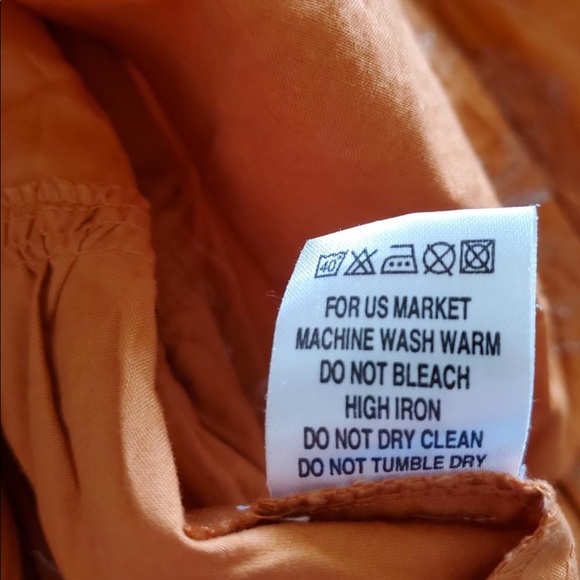 40°
FOR US MARKET
MACHINE WASH WARM
DO NOT BLEACH
HIGH IRON
DO NOT DRY CLEAN
DO NOT TUMBLE DRY